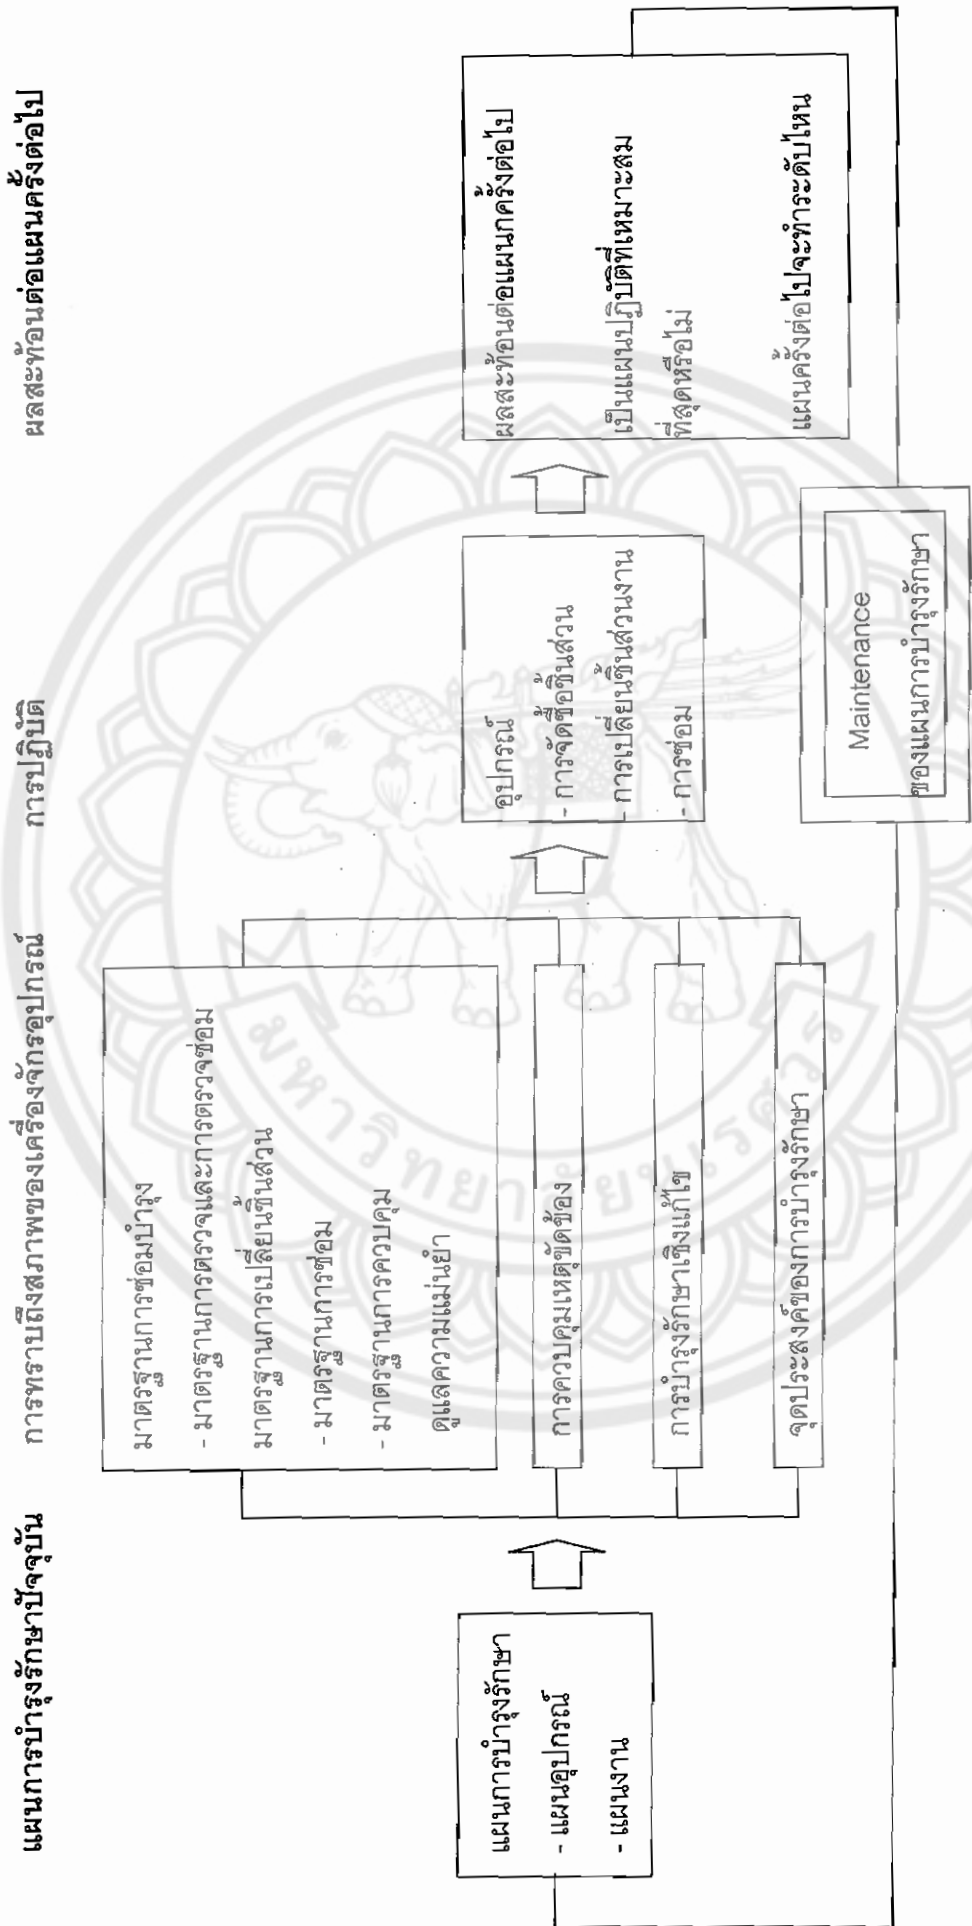 แผนการบำรุงรักษาปัจจุบัน
การทราบถึงสภาพของเครื่องจักรอุปกรณ์
การปฏิบัติ
ผลสะท้อนต่อแผนครั้งต่อไป
แผนการบำรุงรักษา
- แผนอุปกรณ์
- แผนงาน
มาตรฐานการซ่อมบำรุง
- มาตรฐานการตรวจและการตรวจซ่อม
มาตรฐานการเปลี่ยนชิ้นส่วน
- มาตรฐานการซ่อม
- มาตรฐานการควบคุม
ดูแลความแม่นยำ
การควบคุมเหตุขัดข้อง
การบำรุงรักษาเชิงแก้ไข
จุดประสงค์ของการบำรุงรักษา
อุปกรณ์
- การจัดซื้อชิ้นส่วน
การเปลี่ยนชิ้นส่วนงาน
- การซ่อม
ผลสะท้อนต่อแผนกครั้งต่อไป
เป็นแผนปฏิบัติที่เหมาะสม
ที่สุดหรือไม่
แผนครั้งต่อไปจะทำระดับไหน
Maintenance
ของแผนการบำรุงรักษา
มหาวิทยาลัยนเรศวร